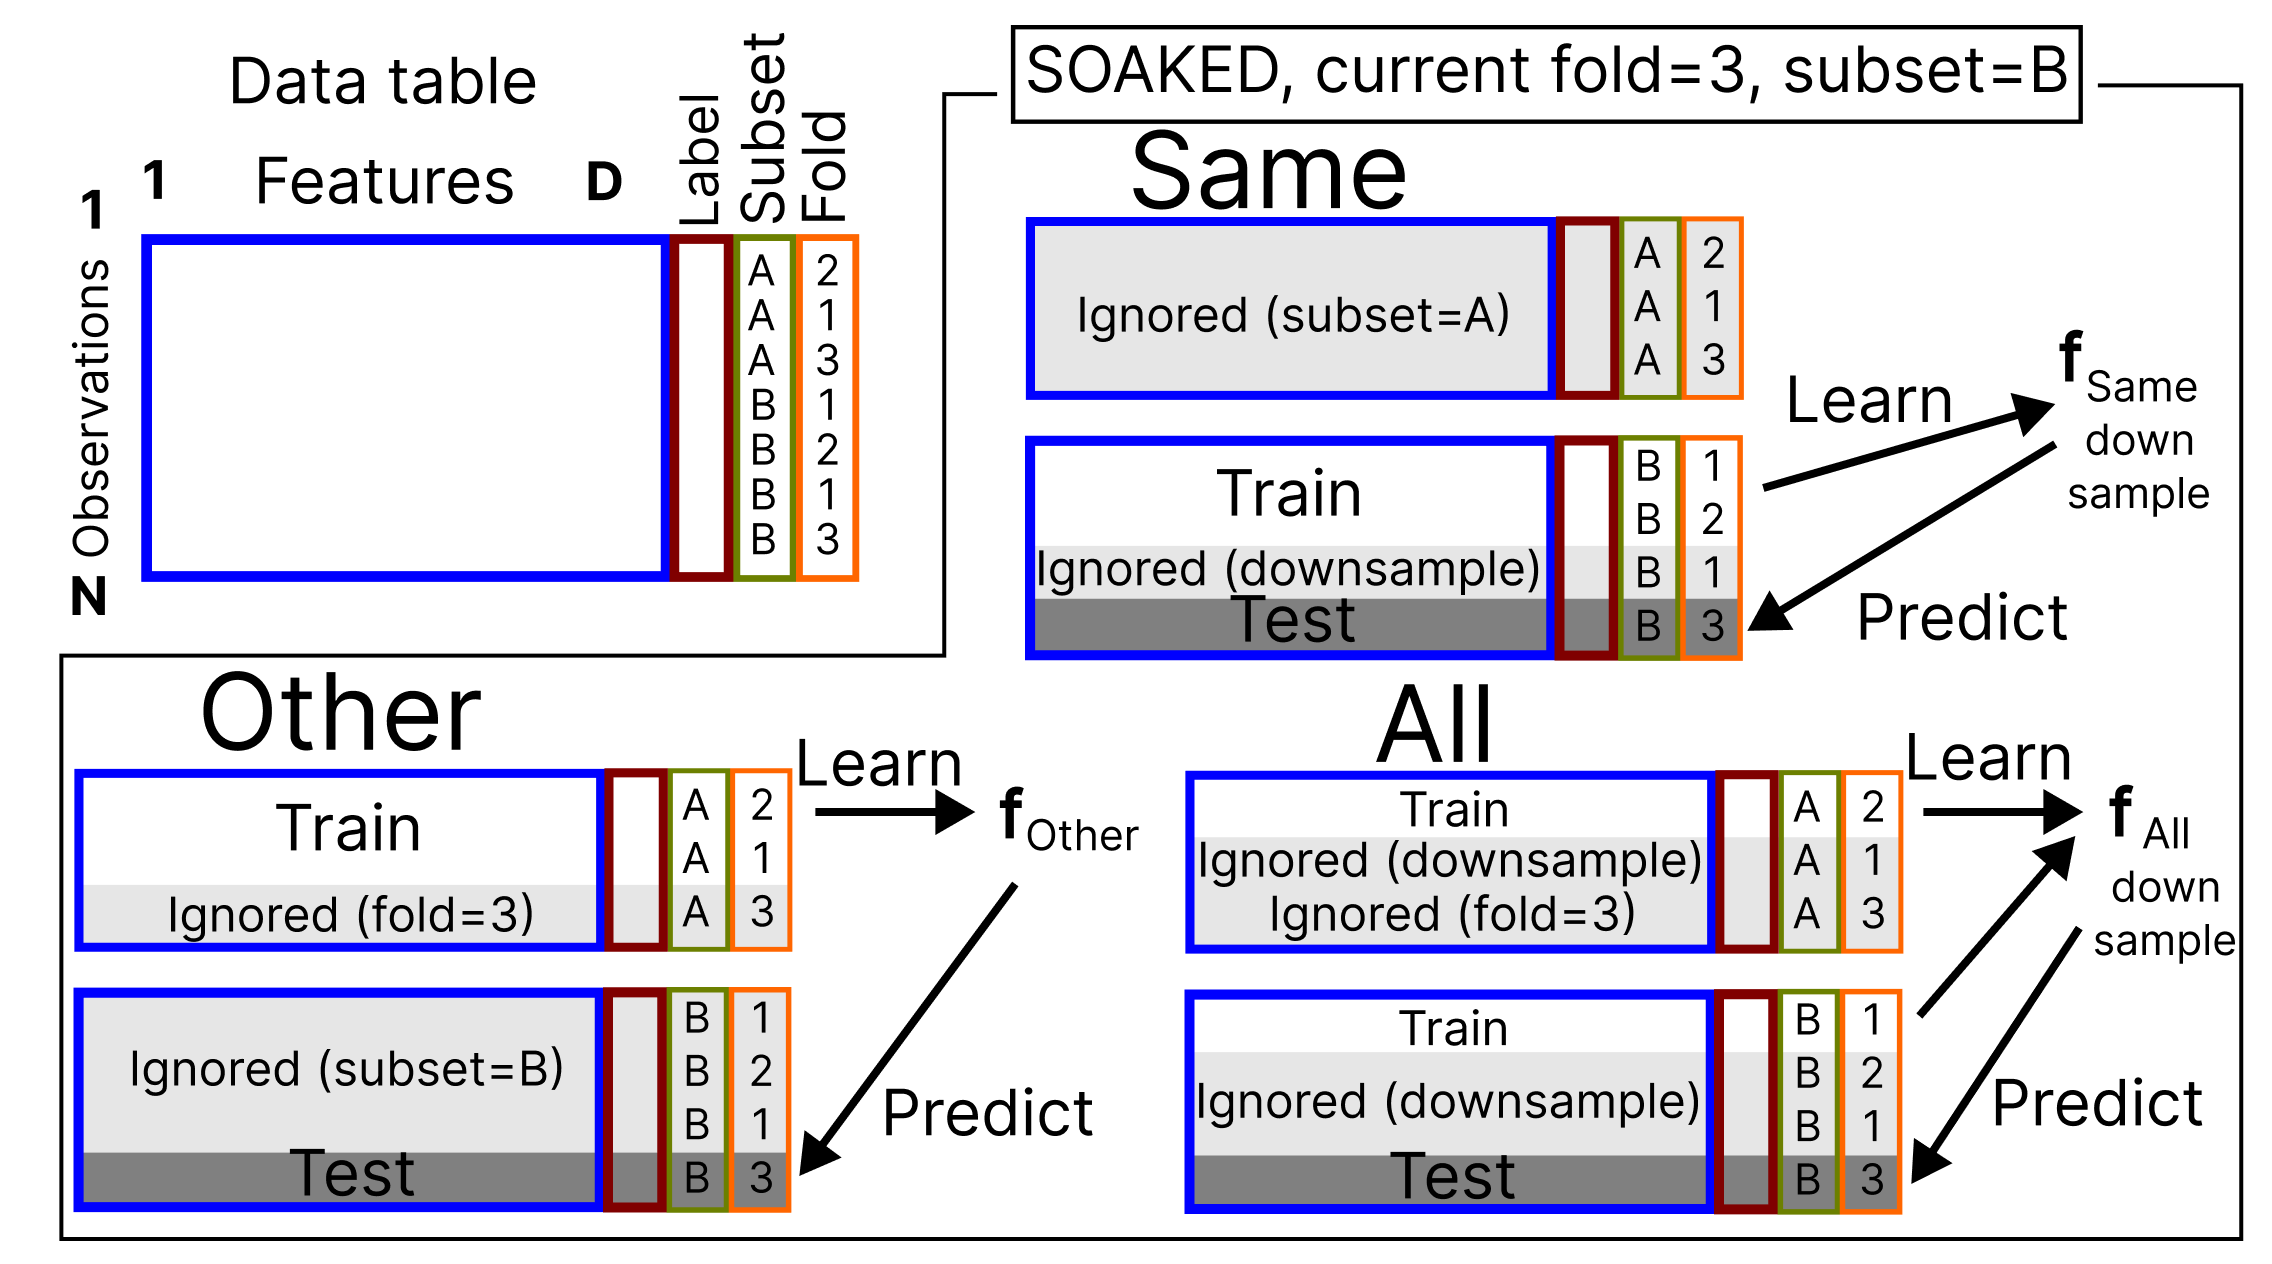 Data table
1 Features D
Label
Subset
Fold
1
Observations
N
A 2
A 1
A 3
B 1
B 2
B 1
B 3
SOAKED, current fold=3, subset=B
Same
Ignored (subset=A)
A 2
A 1
A 3
Train
Ignored (downsample)
Test
B 1
B 2
B 1
B 3
Learn
f Same
down
sample
Predict
Other
Train
Ignored (fold=3)
A 2
A 1
A 3
Ignored (subset=B)
Test
B 1
B 2
B 1
B 3
Learn
f Other
Predict
All
Train
Ignored (downsample)
Ignored (fold=3)
A 2
A 1
A 3
Train
Ignored (downsample)
Test
B 1
B 2
B 1
B 3
Learn
f All
down
sample
Predict